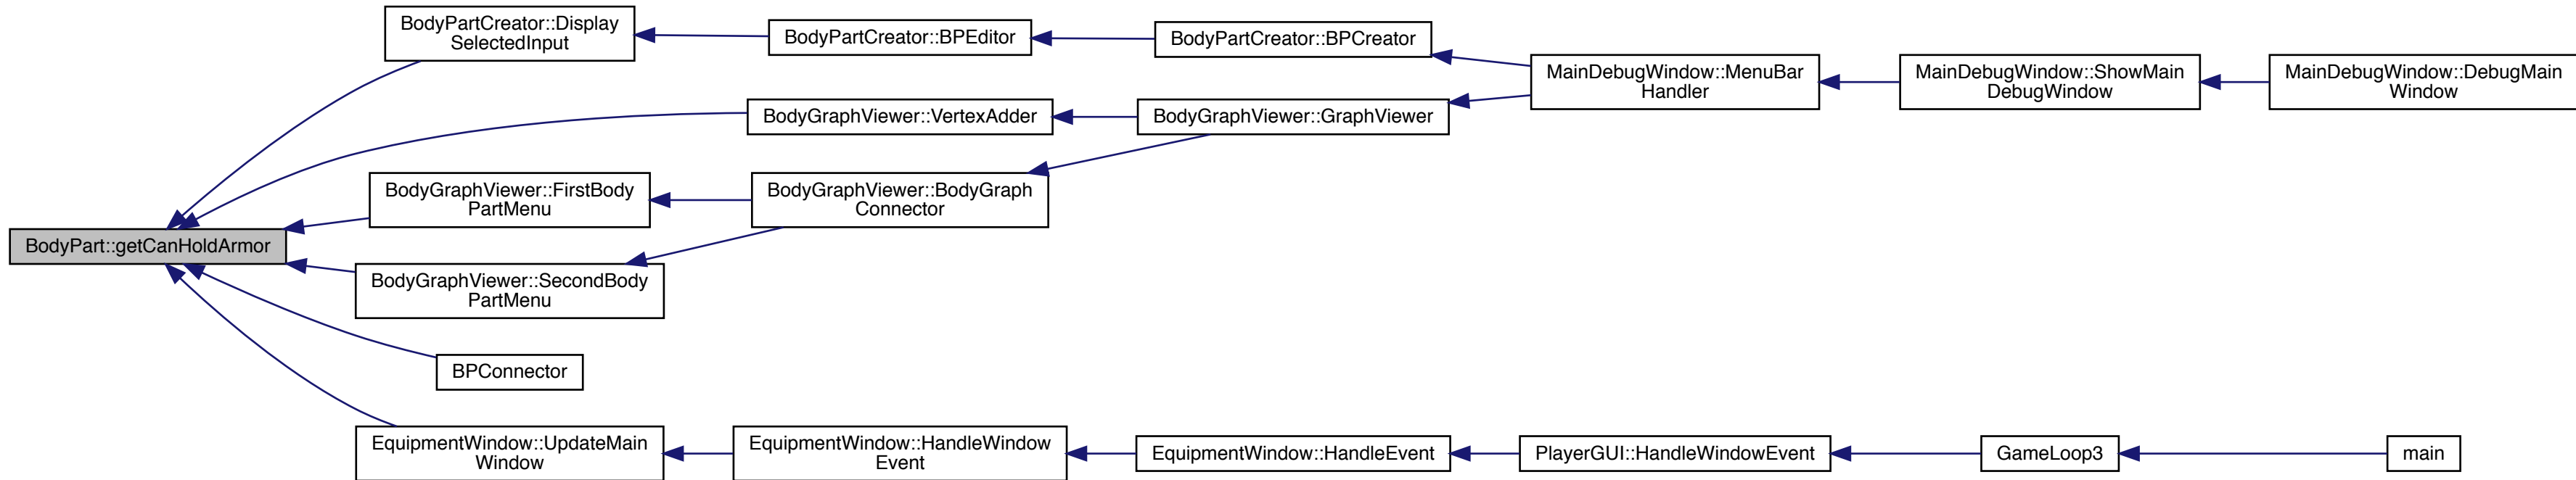 BodyPartCreator::Display
SelectedInput
BodyPartCreator::BPEditor
BodyPartCreator::BPCreator
MainDebugWindow::MenuBar
Handler
MainDebugWindow::ShowMain
DebugWindow
MainDebugWindow::DebugMain
Window
BodyGraphViewer::VertexAdder
BodyGraphViewer::GraphViewer
BodyGraphViewer::FirstBody
PartMenu
BodyGraphViewer::BodyGraph
Connector
BodyPart::getCanHoldArmor
BodyGraphViewer::SecondBody
PartMenu
BPConnector
EquipmentWindow::UpdateMain
Window
EquipmentWindow::HandleWindow
Event
EquipmentWindow::HandleEvent
PlayerGUI::HandleWindowEvent
GameLoop3
main